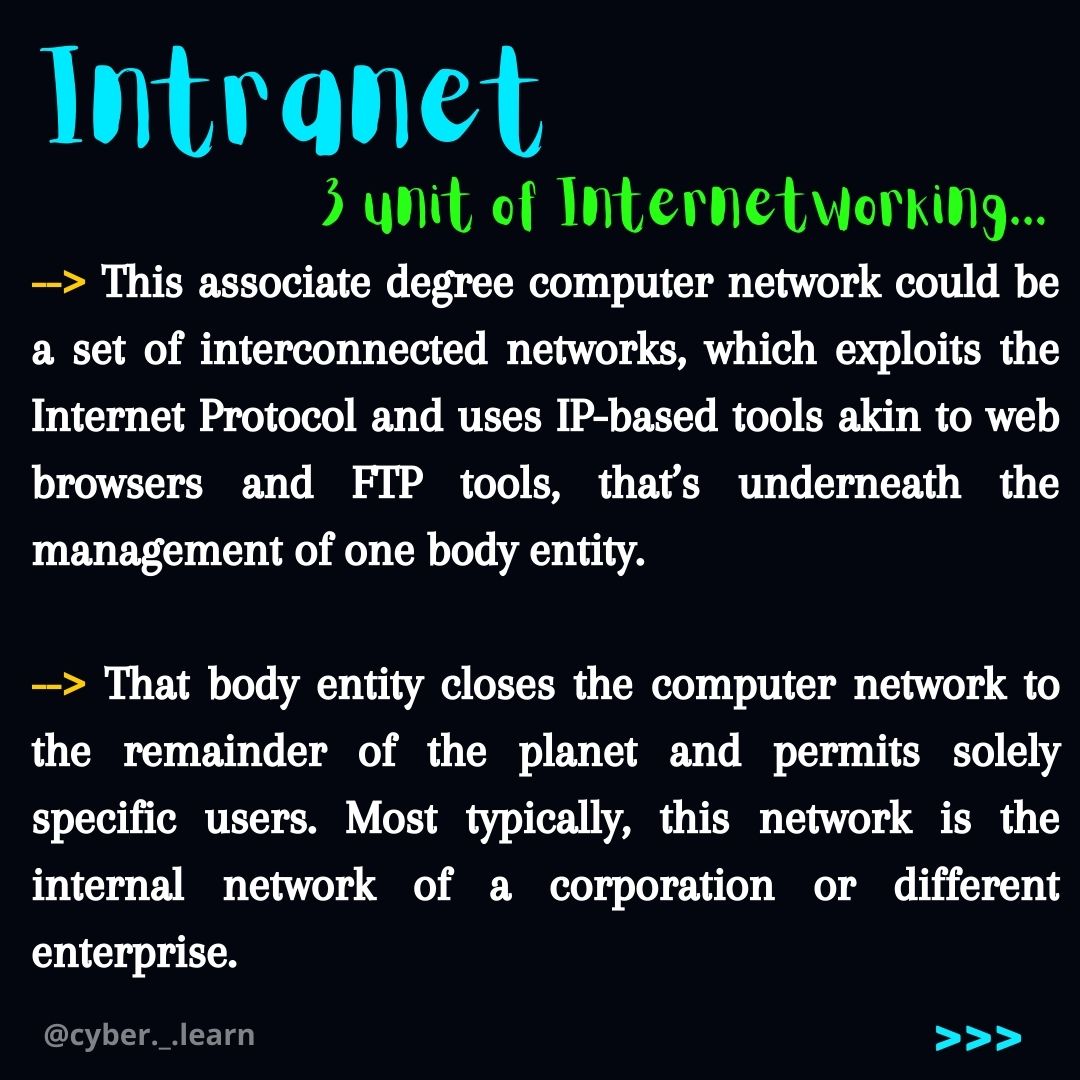 Intranet
3 unit of Internetworking...
--> This associate degree computer network could be
a set of interconnected networks, which exploits the
Internet Protocol and uses IP-based tools akin to web
browsers and FTP tools, that’s underneath the
management of one body entity.
--> That body entity closes the computer network to
the remainder of the planet and permits solely
specific users. Most typically, this network is the
internal network of a corporation or different
enterprise.
@cyber._.learn
>>>